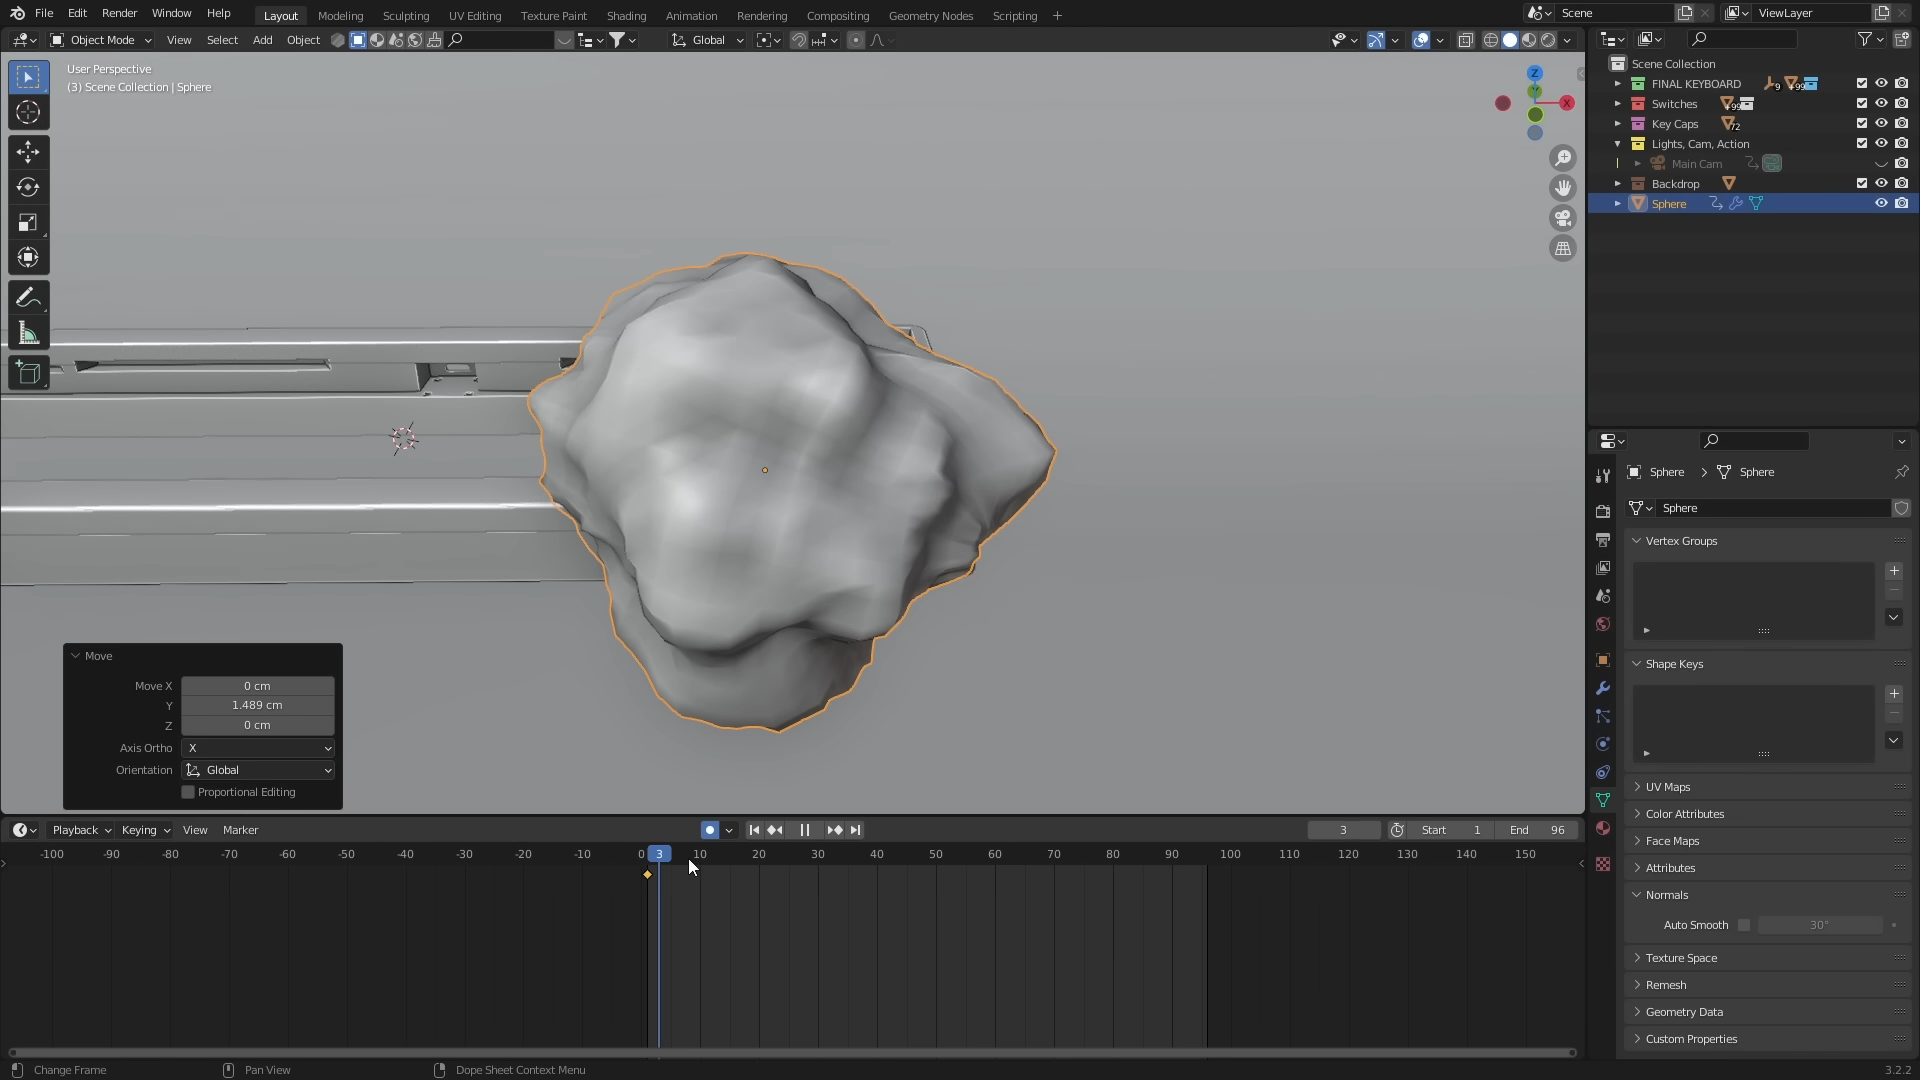 File Edit Render Window Help Layout Modeling Sculpting UV Editing Texture Paint Shading Animation Rendering Compositing Geometry Nodes Scripting + Scene ViewLayer
Object Mode View Select Add Object Global
User Perspective
(3) Scene Collection | Sphere
Z
X
Scene Collection
FINAL KEYBOARD 9 +99
Switches +99
Key Caps 72
Lights, Cam, Action
Main Cam
Backdrop
Sphere
Sphere > Sphere
Sphere
Vertex Groups
Shape Keys
UV Maps
Color Attributes
Face Maps
Attributes
Normals
Auto Smooth 30°
Texture Space
Remesh
Geometry Data
Custom Properties
Move
Move X 0 cm
Y 1.489 cm
Z 0 cm
Axis Ortho X
Orientation Global
Proportional Editing
Playback Keying View Marker 3 Start 1 End 96
-100 -90 -80 -70 -60 -50 -40 -30 -20 -10 0 3 10 20 30 40 50 60 70 80 90 100 110 120 130 140 150
Change Frame Pan View Dope Sheet Context Menu 3.2.2